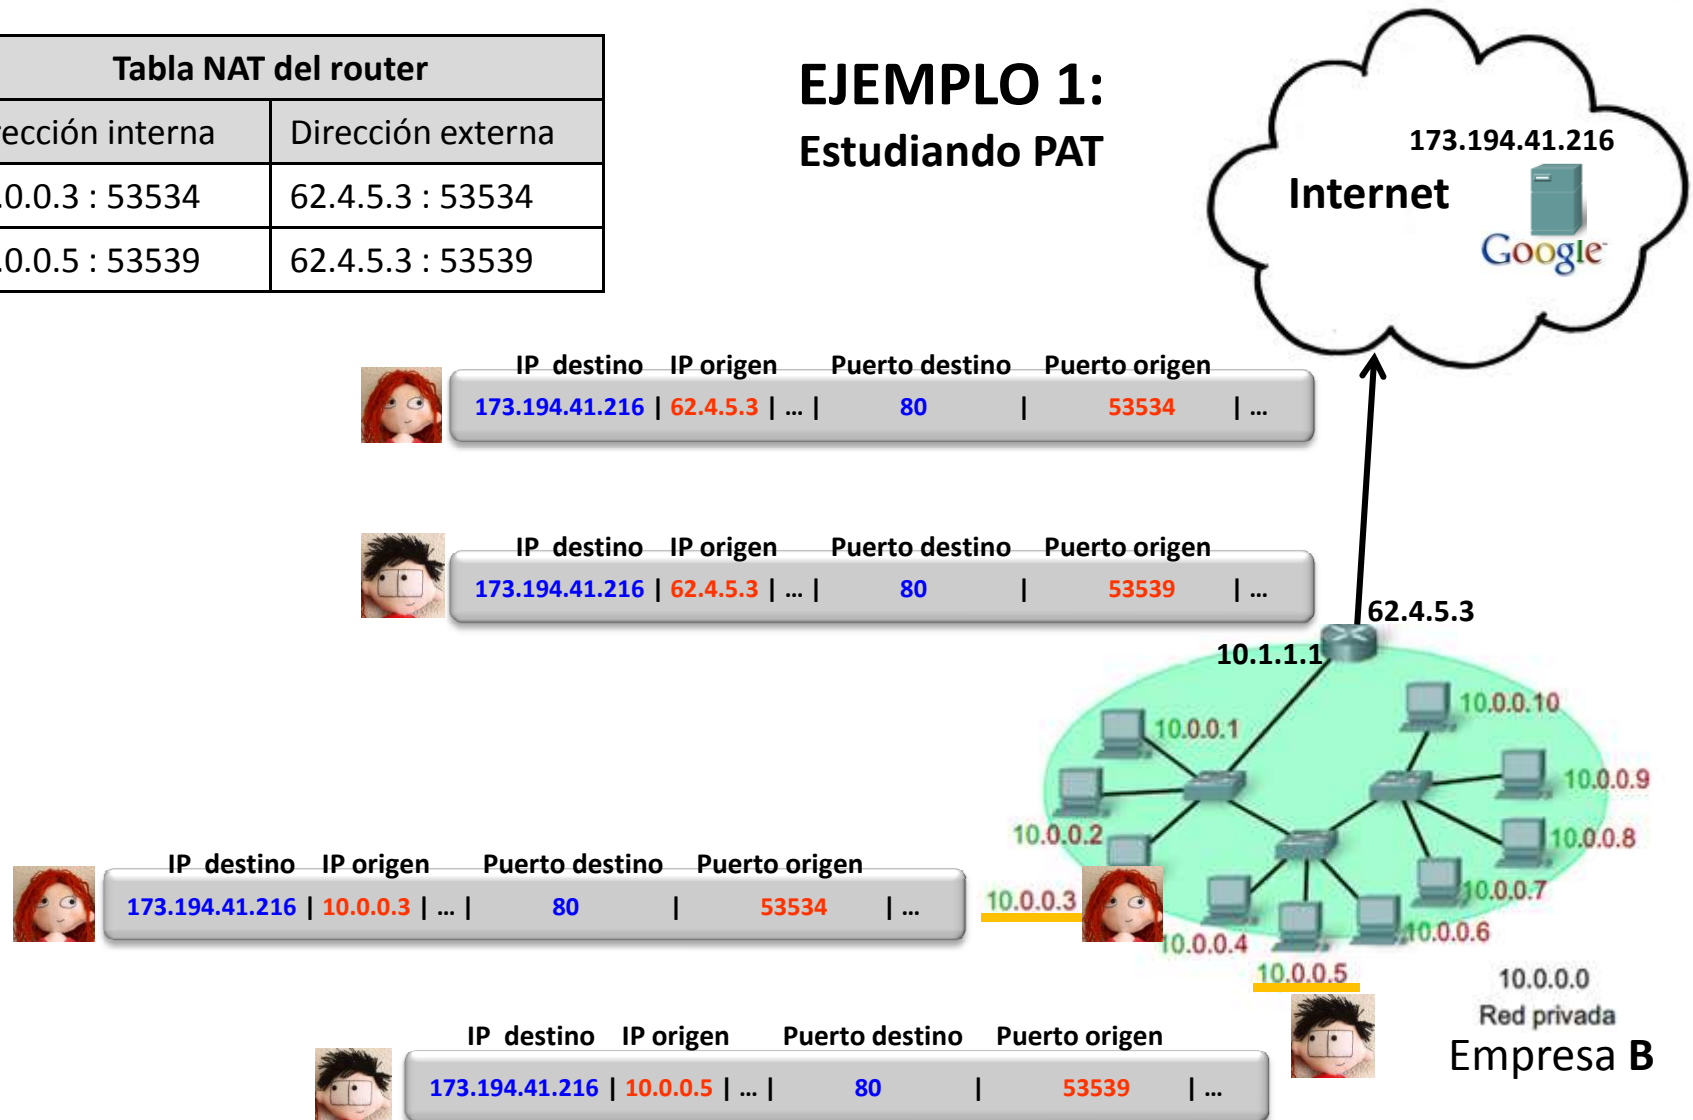 Tabla NAT del router
rección interna Dirección externa
.0.0.3 : 53534 62.4.5.3 : 53534
.0.0.5 : 53539 62.4.5.3 : 53539
EJEMPLO 1:
Estudiando PAT
173.194.41.216
Internet
Google
IP destino IP origen Puerto destino Puerto origen
173.194.41.216 | 62.4.5.3 | ... | 80 | 53534 | ...
IP destino IP origen Puerto destino Puerto origen
173.194.41.216 | 62.4.5.3 | ... | 80 | 53539 | ...
62.4.5.3
10.1.1.1
10.0.0.10
10.0.0.1
10.0.0.9
10.0.0.2
10.0.0.8
10.0.0.3
10.0.0.7
10.0.0.4
10.0.0.6
10.0.0.5
IP destino IP origen Puerto destino Puerto origen
173.194.41.216 | 10.0.0.3 | ... | 80 | 53534 | ...
10.0.0.0
Red privada
Empresa B
IP destino IP origen Puerto destino Puerto origen
173.194.41.216 | 10.0.0.5 | ... | 80 | 53539 | ...